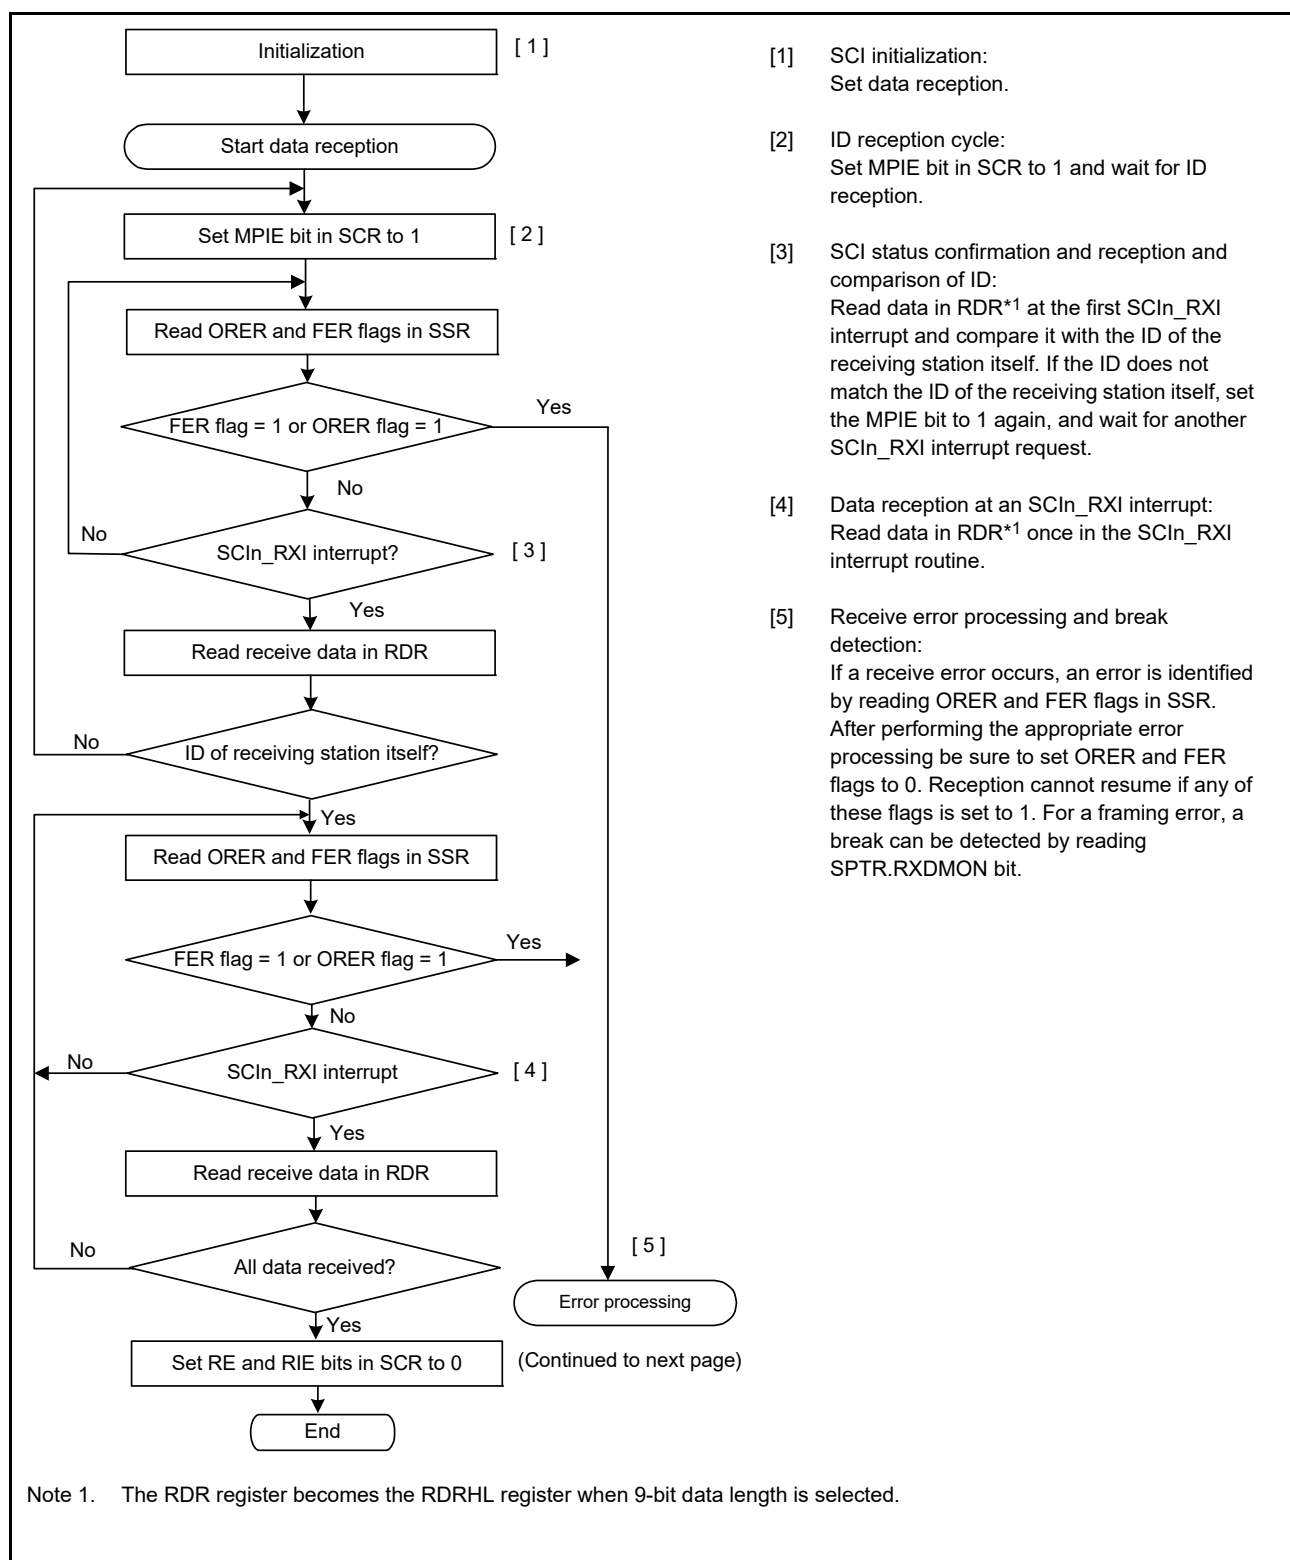 Initialization
[ 1 ]
Start data reception
Set MPIE bit in SCR to 1
[ 2 ]
Read ORER and FER flags in SSR
FER flag = 1 or ORER flag = 1
Yes
No
No
SCIn_RXI interrupt?
[ 3 ]
Yes
Read receive data in RDR
No
ID of receiving station itself?
Yes
Read ORER and FER flags in SSR
FER flag = 1 or ORER flag = 1
Yes
No
No
SCIn_RXI interrupt
[ 4 ]
Yes
Read receive data in RDR
No
All data received?
[ 5 ]
Error processing
Yes
Set RE and RIE bits in SCR to 0
(Continued to next page)
End
[1] SCI initialization:
Set data reception.
[2] ID reception cycle:
Set MPIE bit in SCR to 1 and wait for ID
reception.
[3] SCI status confirmation and reception and
comparison of ID:
Read data in RDR*1 at the first SCIn_RXI
interrupt and compare it with the ID of the
receiving station itself. If the ID does not
match the ID of the receiving station itself, set
the MPIE bit to 1 again, and wait for another
SCIn_RXI interrupt request.
[4] Data reception at an SCIn_RXI interrupt:
Read data in RDR*1 once in the SCIn_RXI
interrupt routine.
[5] Receive error processing and break
detection:
If a receive error occurs, an error is identified
by reading ORER and FER flags in SSR.
After performing the appropriate error
processing be sure to set ORER and FER
flags to 0. Reception cannot resume if any of
these flags is set to 1. For a framing error, a
break can be detected by reading
SPTR.RXDMON bit.
Note 1. The RDR register becomes the RDRHL register when 9-bit data length is selected.